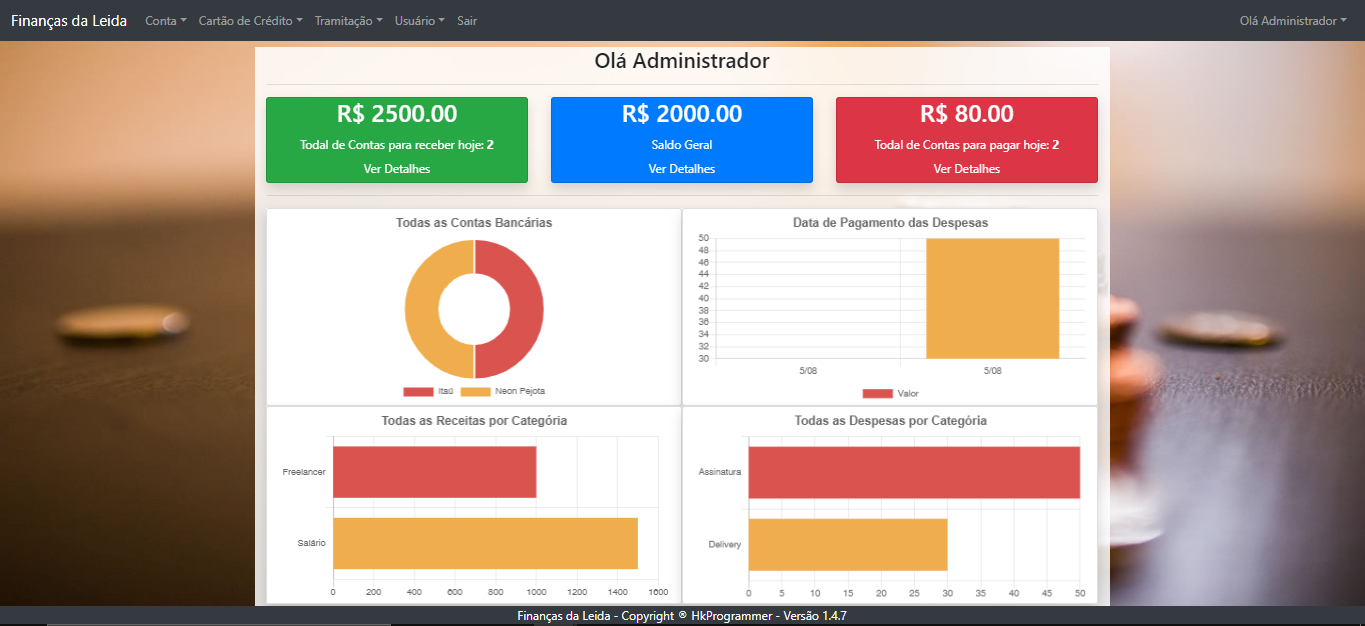 Finanças da Leida Conta Cartão de Crédito Tramitação Usuário Sair Olá Administrador
Olá Administrador
R$ 2500.00
Todal de Contas para receber hoje: 2
Ver Detalhes
R$ 2000.00
Saldo Geral
Ver Detalhes
R$ 80.00
Todal de Contas para pagar hoje: 2
Ver Detalhes
Todas as Contas Bancárias
Itaú Neon Pejota
Data de Pagamento das Despesas
50
48
46
44
42
40
38
36
34
32
30
5/08 5/08
Valor
Todas as Receitas por Categória
Freelancer
Salário
0 200 400 600 800 1000 1200 1400 1600
Todas as Despesas por Categória
Assinatura
Delivery
0 5 10 15 20 25 30 35 40 45 50
Finanças da Leida - Copyright ® HkProgrammer - Versão 1.4.7